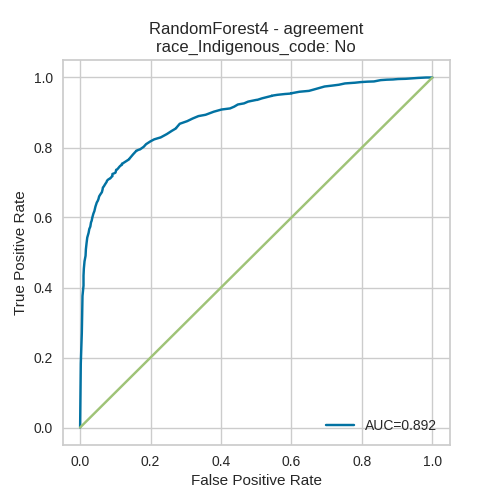 RandomForest4 - agreement
race_Indigenous_code: No
True Positive Rate
1.0
0.8
0.6
0.4
0.2
0.0
AUC=0.892
0.0 0.2 0.4 0.6 0.8 1.0
False Positive Rate